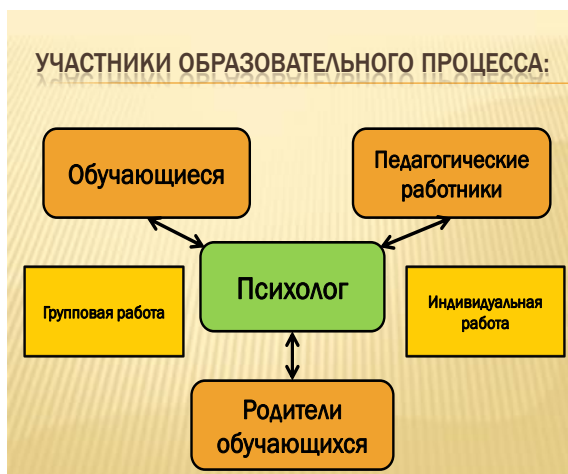 УЧАСТНИКИ ОБРАЗОВАТЕЛЬНОГО ПРОЦЕССА:
Обучающиеся
Педагогические
работники
Психолог
Групповая работа
Индивидуальная
работа
Родители
обучающихся